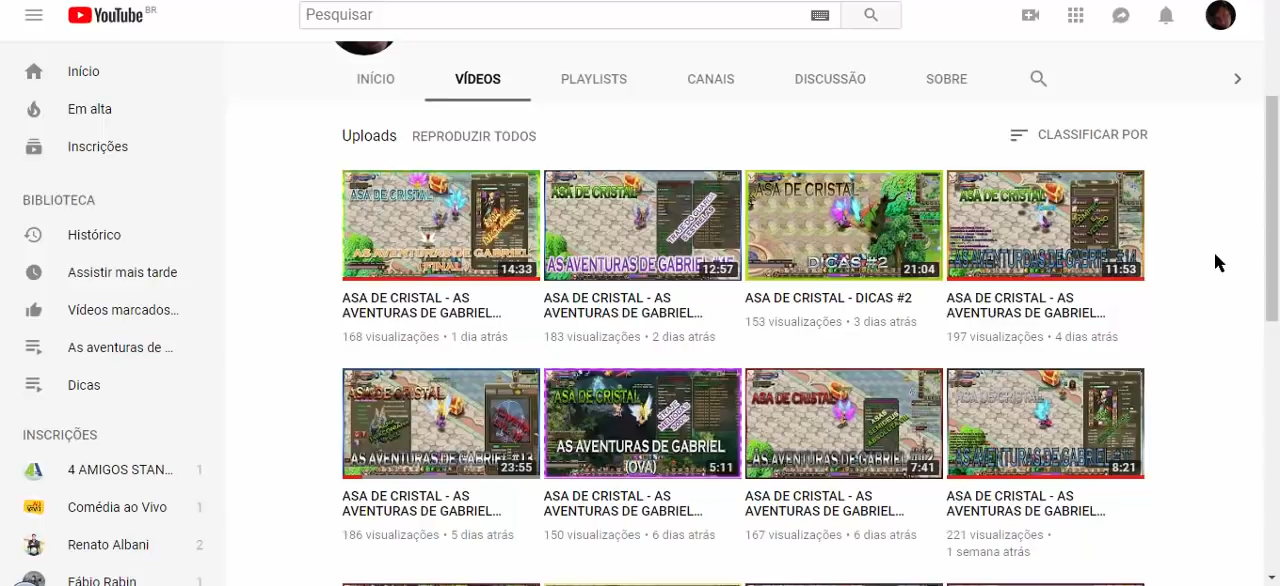 YouTube BR
Pesquisar
Início
Em alta
Inscrições
BIBLIOTECA
Histórico
Assistir mais tarde
Vídeos marcados...
As aventuras de ...
Dicas
INSCRIÇÕES
4 AMIGOS STAN... 1
Comédia ao Vivo 1
Renato Albani 2
Fábio Rabin 1
INÍCIO VÍDEOS PLAYLISTS CANAIS DISCUSSÃO SOBRE
Uploads REPRODUZIR TODOS CLASSIFICAR POR
ASA DE CRISTAL
AS AVENTURAS DE GABRIEL
FINAL
14:33
ASA DE CRISTAL - AS
AVENTURAS DE GABRIEL...
168 visualizações • 1 dia atrás
ASA DE CRISTAL
AS AVENTURAS DE GABRIEL
12:57
ASA DE CRISTAL - AS
AVENTURAS DE GABRIEL...
183 visualizações • 2 dias atrás
ASA DE CRISTAL
DICAS #2
21:04
ASA DE CRISTAL - DICAS #2
153 visualizações • 3 dias atrás
ASA DE CRISTAL
AS AVENTURAS DE GABRIEL
11:53
ASA DE CRISTAL - AS
AVENTURAS DE GABRIEL...
197 visualizações • 4 dias atrás
ASA DE CRISTAL
AS AVENTURAS DE GABRIEL #13
23:55
ASA DE CRISTAL - AS
AVENTURAS DE GABRIEL...
186 visualizações • 5 dias atrás
ASA DE CRISTAL
AS AVENTURAS DE GABRIEL
(OVA)
5:11
ASA DE CRISTAL - AS
AVENTURAS DE GABRIEL...
150 visualizações • 6 dias atrás
ASA DE CRISTAL
AS AVENTURAS DE GABRIEL
7:41
ASA DE CRISTAL - AS
AVENTURAS DE GABRIEL...
167 visualizações • 6 dias atrás
ASA DE CRISTAL
AS AVENTURAS DE GABRIEL
8:21
ASA DE CRISTAL - AS
AVENTURAS DE GABRIEL...
221 visualizações •
1 semana atrás